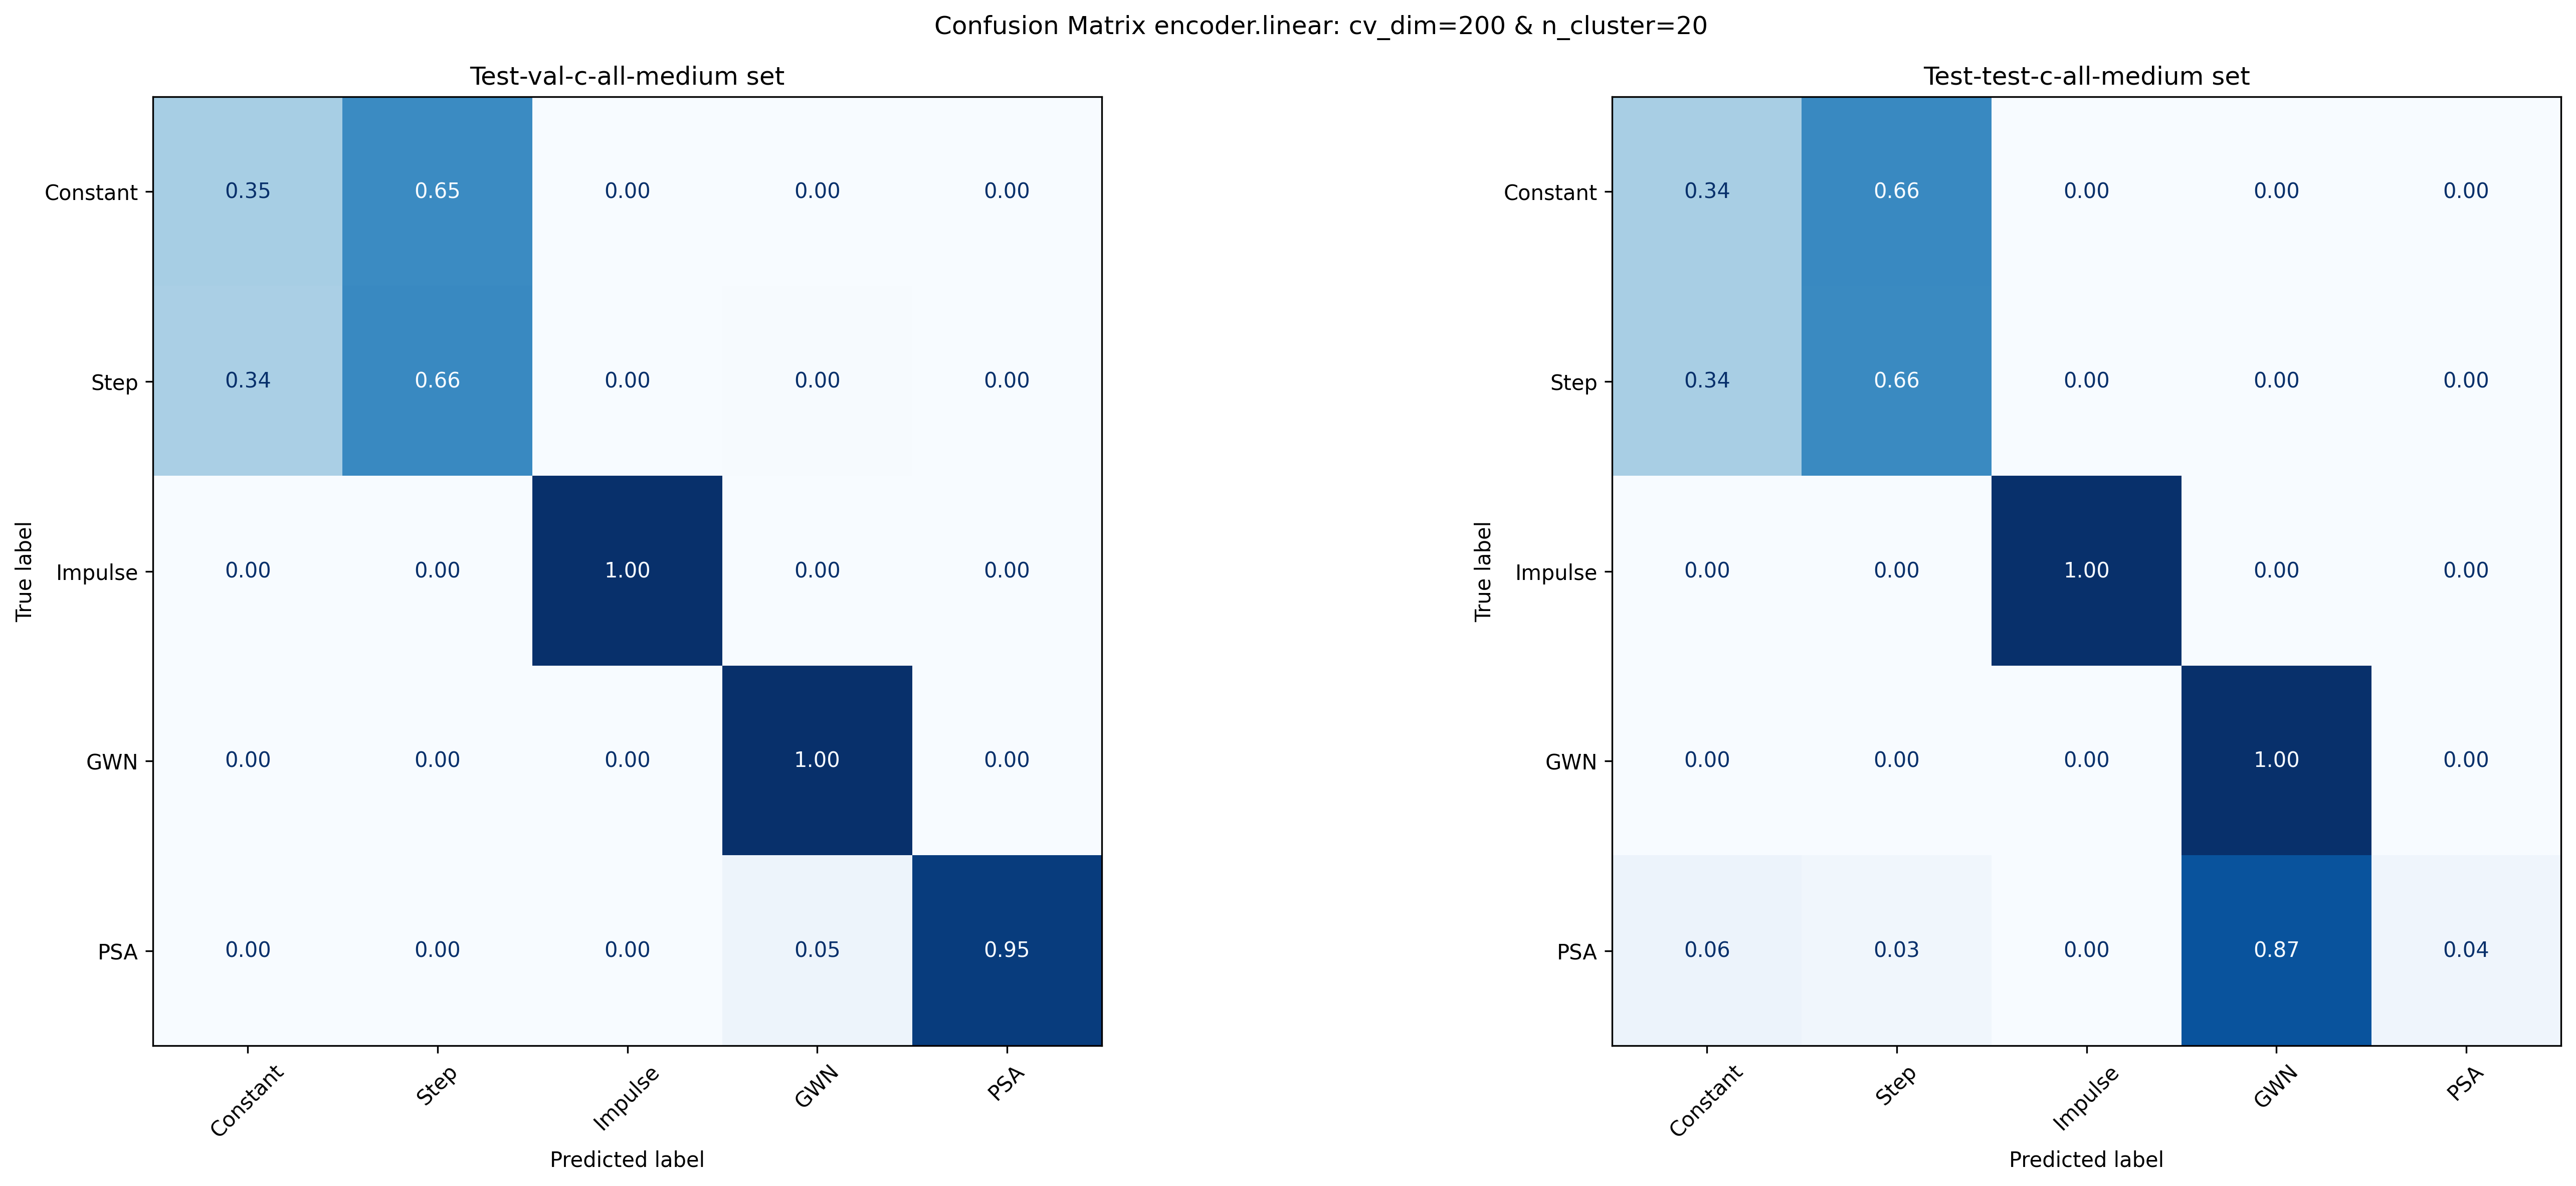 Confusion Matrix encoder.linear: cv_dim=200 & n_cluster=20
Test-val-c-all-medium set
True label
Constant 0.35 0.65 0.00 0.00 0.00
Step 0.34 0.66 0.00 0.00 0.00
Impulse 0.00 0.00 1.00 0.00 0.00
GWN 0.00 0.00 0.00 1.00 0.00
PSA 0.00 0.00 0.00 0.05 0.95
Constant Step Impulse GWN PSA
Predicted label
Test-test-c-all-medium set
True label
Constant 0.34 0.66 0.00 0.00 0.00
Step 0.34 0.66 0.00 0.00 0.00
Impulse 0.00 0.00 1.00 0.00 0.00
GWN 0.00 0.00 0.00 1.00 0.00
PSA 0.06 0.03 0.00 0.87 0.04
Constant Step Impulse GWN PSA
Predicted label